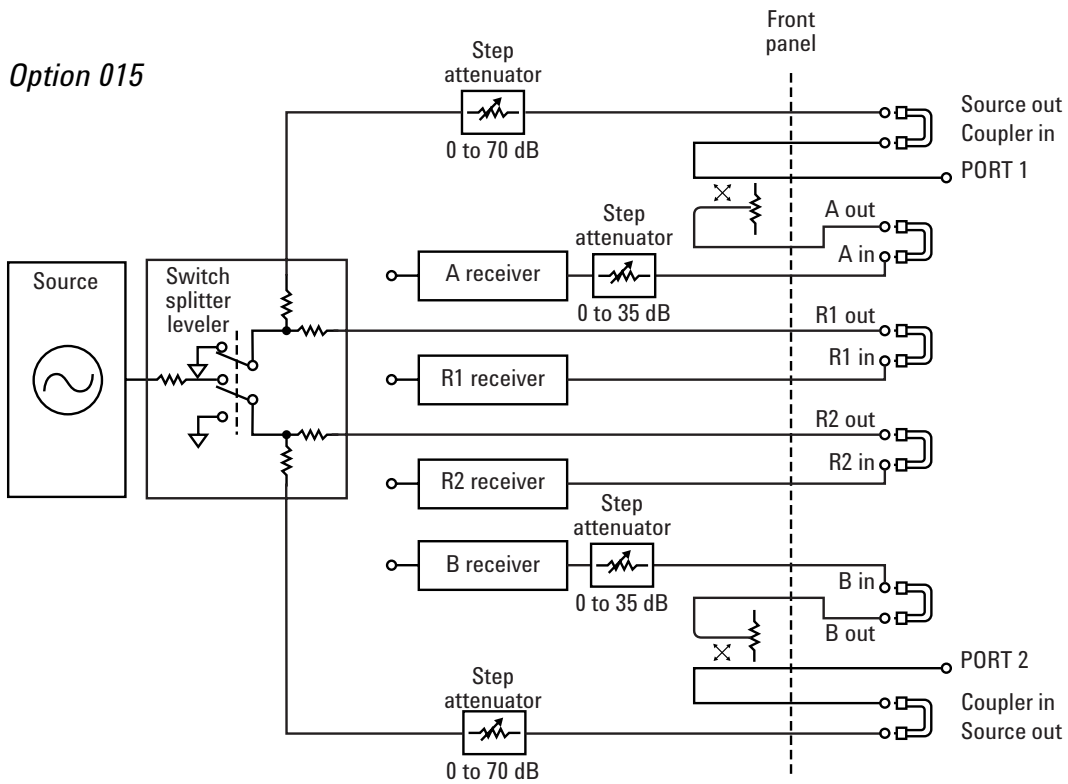 Option 015
Front
panel
Step
attenuator
0 to 70 dB
Source out
Coupler in
PORT 1
A out
A in
Step
attenuator
0 to 35 dB
A receiver
Source
Switch
splitter
leveler
R1 out
R1 in
R1 receiver
R2 out
R2 in
R2 receiver
Step
attenuator
0 to 35 dB
B receiver
B in
B out
PORT 2
Step
attenuator
0 to 70 dB
Coupler in
Source out